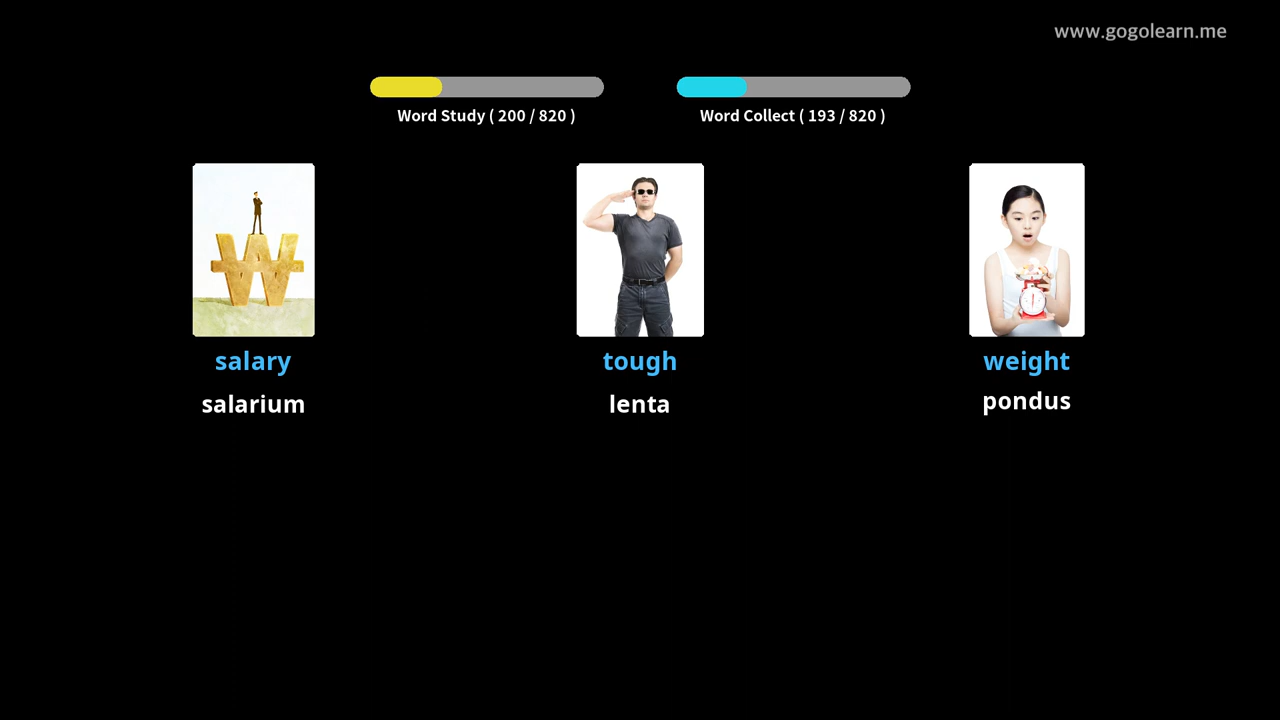 www.gogolearn.me
Word Study ( 200 / 820 )
Word Collect ( 193 / 820 )
salary
tough
weight
salarium
lenta
pondus